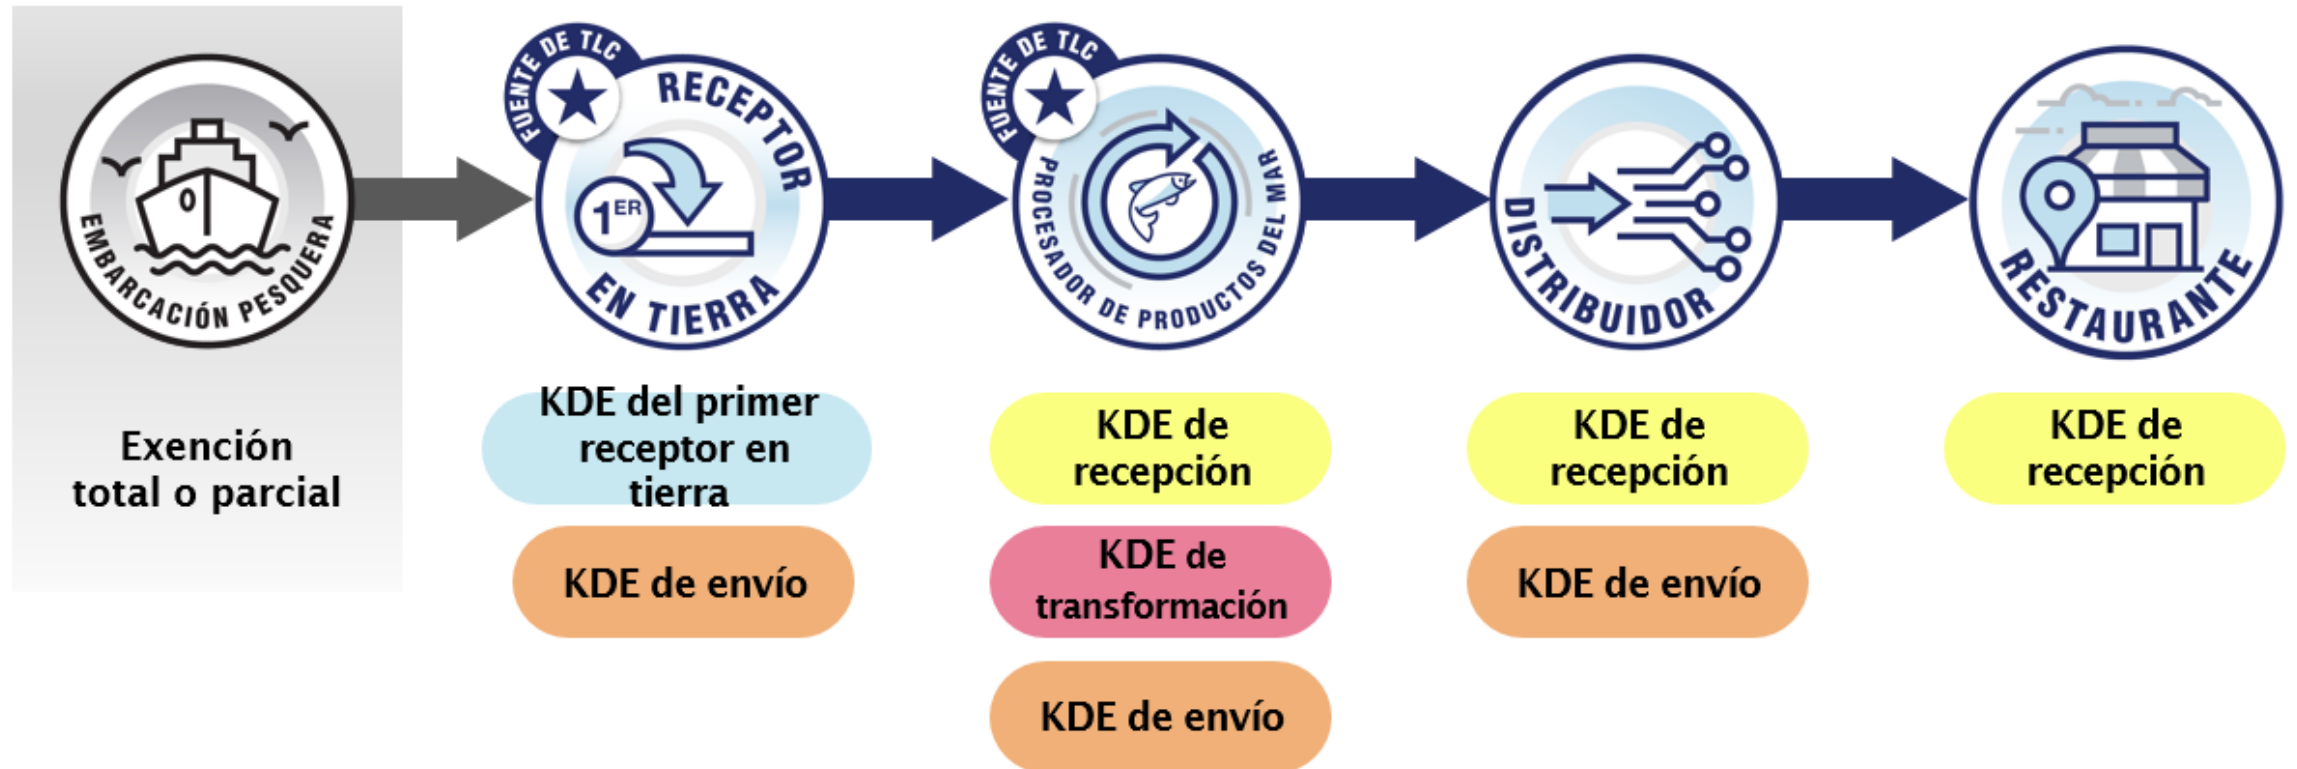 EMBARCACIÓN PESQUERA
Exención
total o parcial
FUENTE DE TLC
RECEPTOR
1ER
EN TIERRA
KDE del primer
receptor en
tierra
KDE de envío
FUENTE DE TLC
PROCESADOR DE PRODUCTOS DEL MAR
KDE de
recepción
KDE de
transformación
KDE de envío
DISTRIBUIDOR
KDE de
recepción
KDE de envío
RESTAURANTE
KDE de
recepción